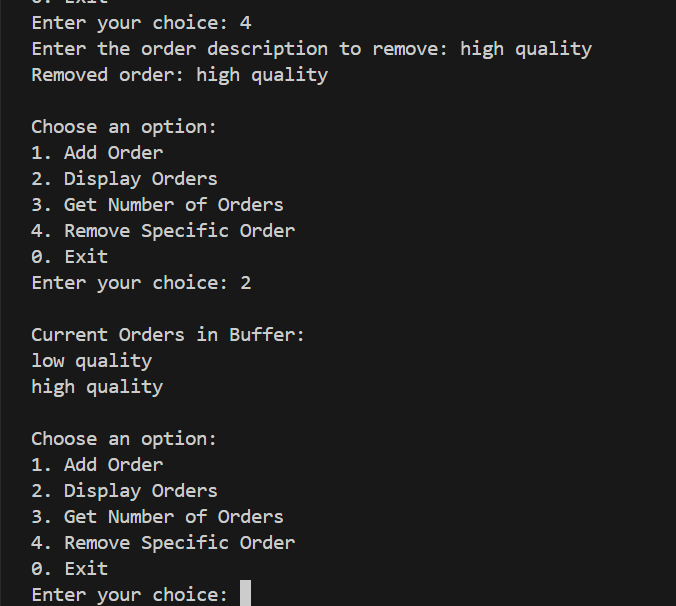 0. Exit
Enter your choice: 4
Enter the order description to remove: high quality
Removed order: high quality
Choose an option:
1. Add Order
2. Display Orders
3. Get Number of Orders
4. Remove Specific Order
0. Exit
Enter your choice: 2
Current Orders in Buffer:
low quality
high quality
Choose an option:
1. Add Order
2. Display Orders
3. Get Number of Orders
4. Remove Specific Order
0. Exit
Enter your choice: